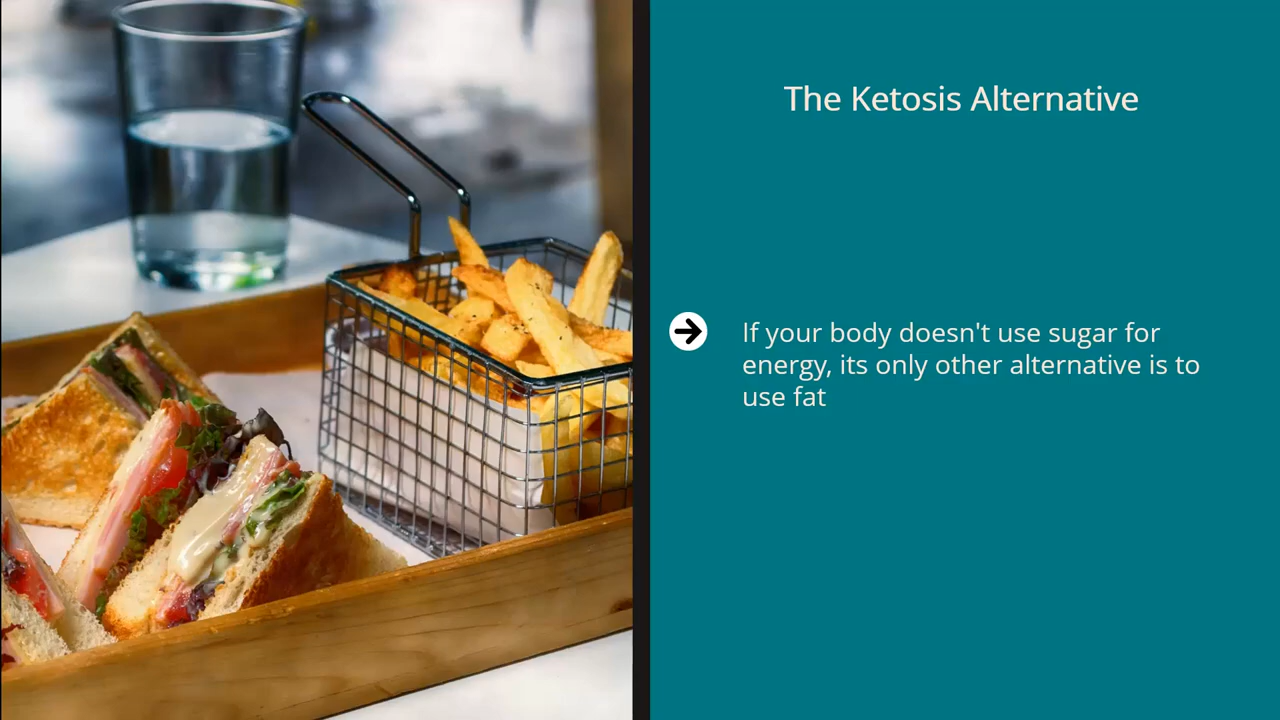 The Ketosis Alternative
If your body doesn't use sugar for
energy, its only other alternative is to
use fat